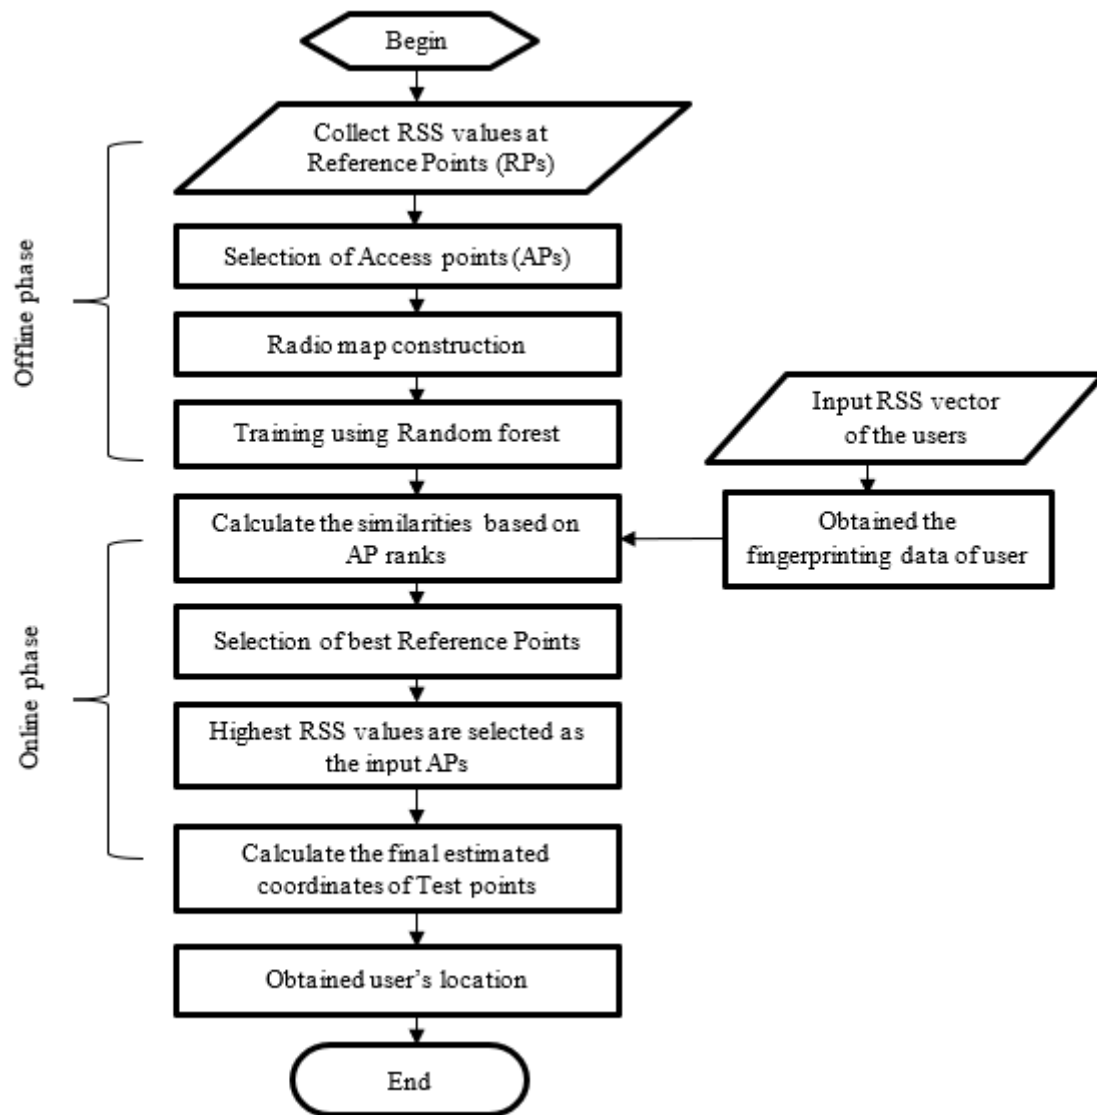 Begin
Collect RSS values at
Reference Points (RPs)
Selection of Access points (APs)
Radio map construction
Training using Random forest
Offline phase
Input RSS vector
of the users
Obtained the
fingerprinting data of user
Calculate the similarities based on
AP ranks
Selection of best Reference Points
Highest RSS values are selected as
the input APs
Calculate the final estimated
coordinates of Test points
Online phase
Obtained user's location
End